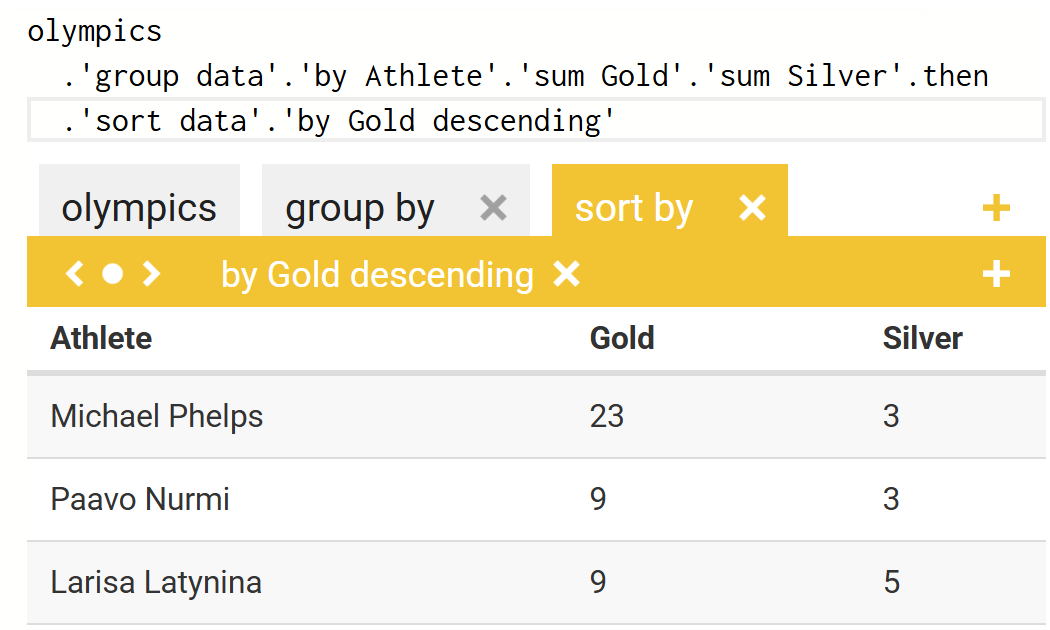 olympics
.'group data'.'by Athlete'.'sum Gold'.'sum Silver'.then
.'sort data'.'by Gold descending'
olympics group by sort by
by Gold descending
Athlete Gold Silver
Michael Phelps 23 3
Paavo Nurmi 9 3
Larisa Latynina 9 5